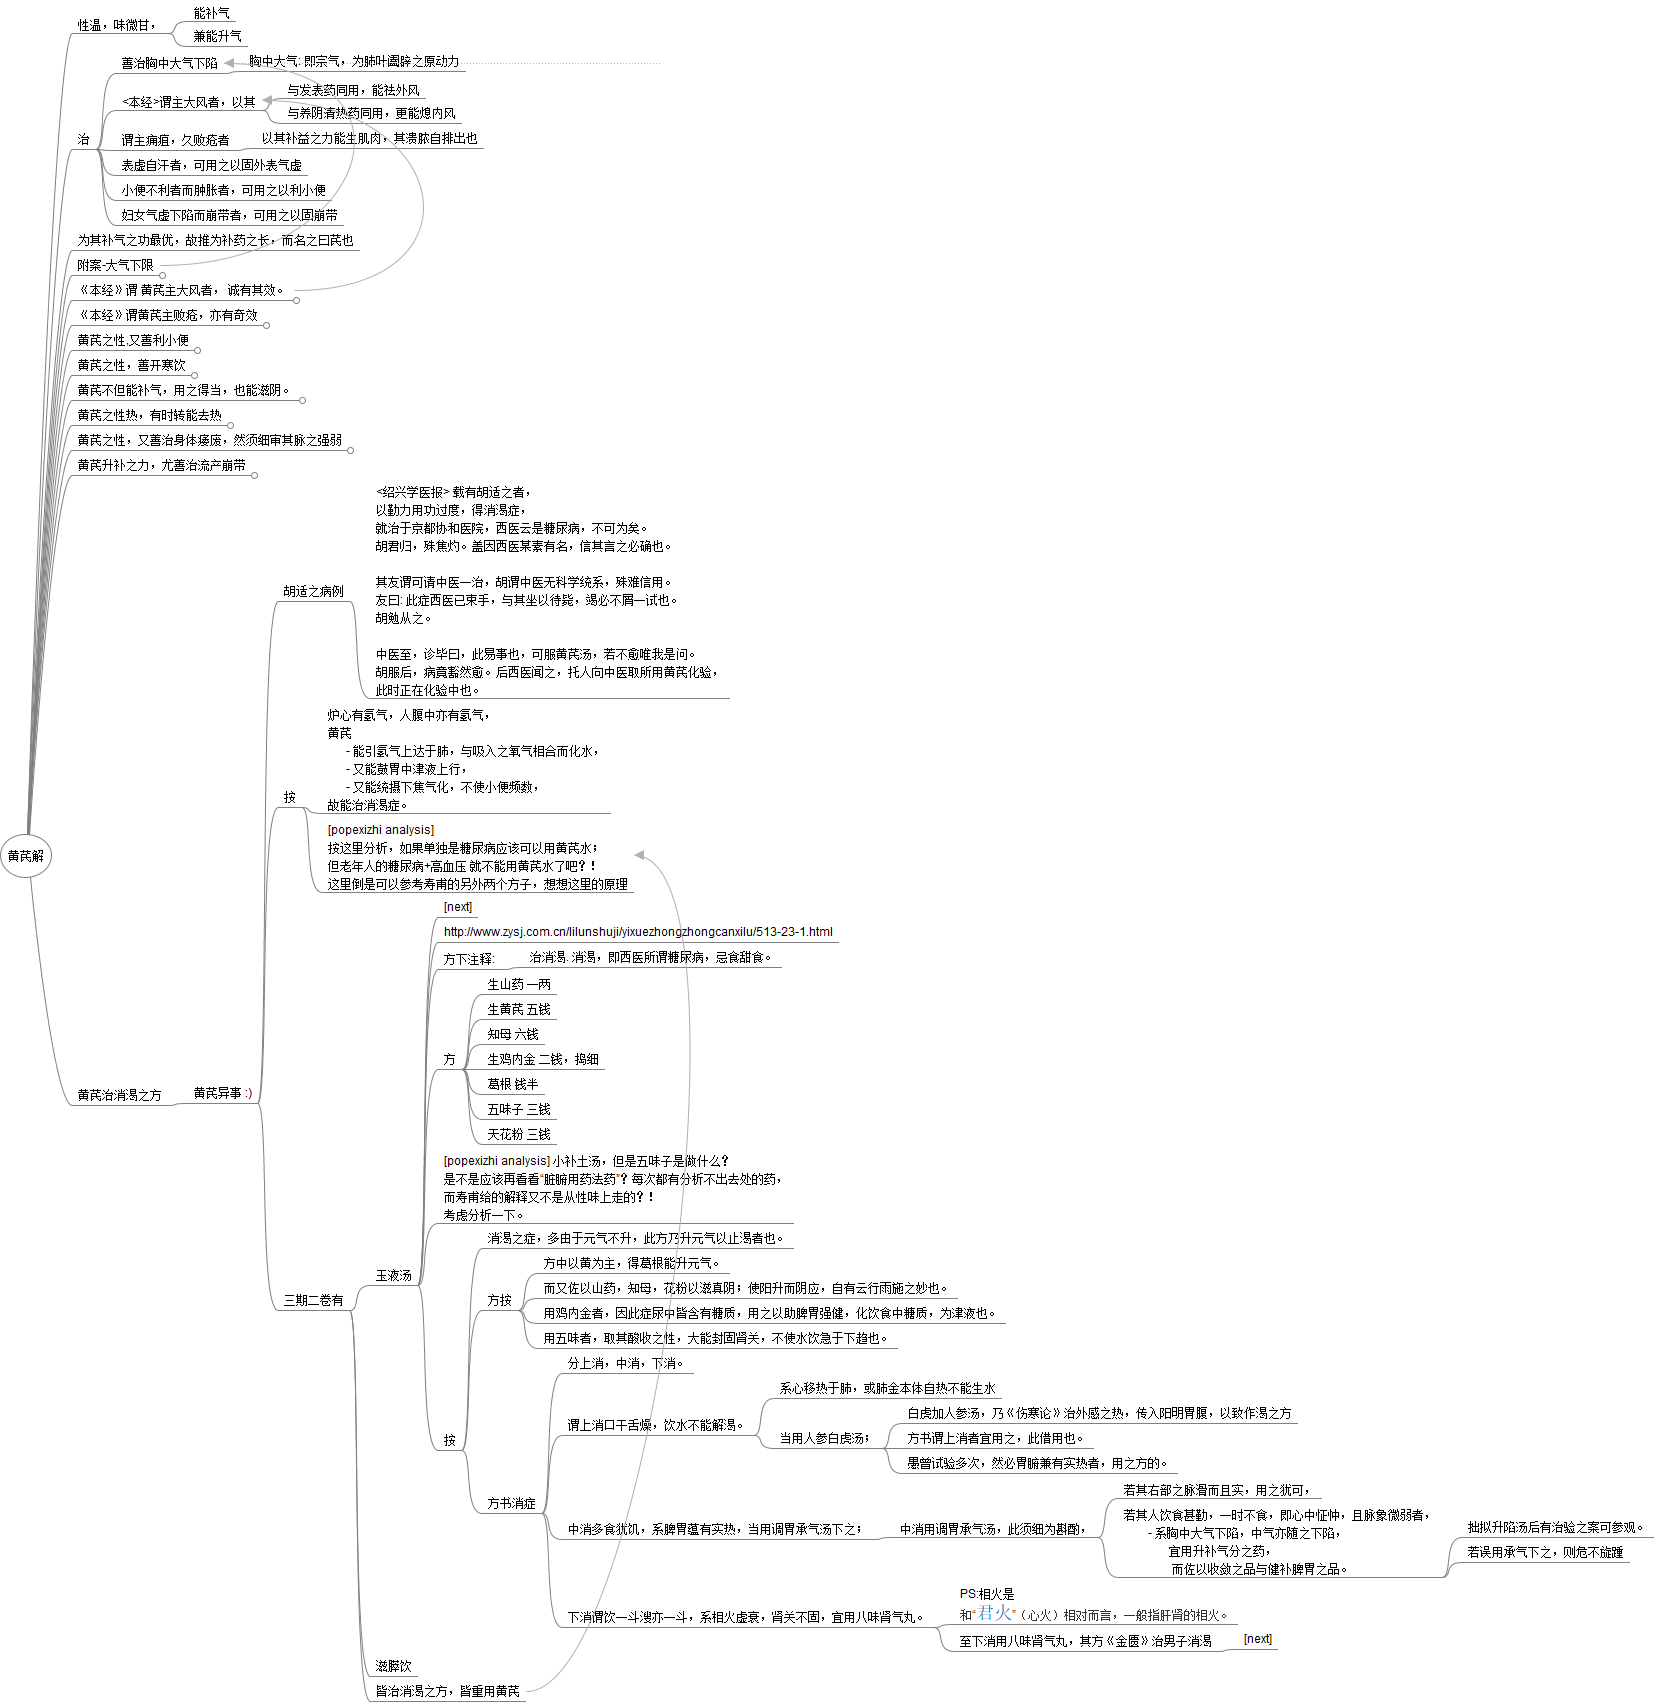 性温，味微甘，
能补气
兼能升气
善治胸中大气下陷
胸中大气: 即宗气，为肺叶阖辟之原动力
<本经>谓主大风者，以其
与发表药同用，能祛外风
与养阴清热药同用，更能熄内风
治
谓主痈疽，久败疮者
以其补益之力能生肌肉，其溃脓自排出也
表虚自汗者，可用之以固外表气虚
小便不利者而肿胀者，可用之以利小便
妇女气虚下陷而崩带者，可用之以固崩带
为其补气之功最优，故推为补药之长，而名之曰芪也
附案-大气下限
《本经》谓 黄芪主大风者， 诚有其效。
《本经》谓黄芪主败疮，亦有奇效
黄芪之性,又善利小便
黄芪之性，善开寒饮
黄芪不但能补气，用之得当，也能滋阴。
黄芪之性热，有时转能去热
黄芪之性，又善治身体痿废，然须细审其脉之强弱
黄芪升补之力，尤善治流产崩带
黄芪解
黄芪治消渴之方
黄芪异事 :)
胡适之病例
<绍兴学医报> 载有胡适之者，
以勤力用功过度，得消渴症，
就治于京都协和医院，西医云是糖尿病，不可为矣。
胡君归，殊焦灼。盖因西医某素有名，信其言之必确也。
其友谓可请中医一治，胡谓中医无科学统系，殊难信用。
友曰: 此症西医已束手，与其坐以待毙，竭必不屑一试也。
胡勉从之。
中医至，诊毕曰，此易事也，可服黄芪汤，若不愈唯我是问。
胡服后，病竟豁然愈。后西医闻之，托人向中医取所用黄芪化验，
此时正在化验中也。
按
炉心有氢气，人腹中亦有氢气，
黄芪
- 能引氢气上达于肺，与吸入之氧气相合而化水，
- 又能鼓胃中津液上行，
- 又能统摄下焦气化，不使小便频数，
故能治消渴症。
[popexizhi analysis]
按这里分析，如果单独是糖尿病应该可以用黄芪水；
但老年人的糖尿病+高血压 就不能用黄芪水了吧？！
这里倒是可以参考寿甫的另外两个方子，想想这里的原理
三期二卷有
玉液汤
[next]
http://www.zysj.com.cn/lilunshuji/yixuezhongzhongcanxilu/513-23-1.html
方下注释:
治消渴. 消渴，即西医所谓糖尿病，忌食甜食。
方
生山药 一两
生黄芪 五钱
知母 六钱
生鸡内金 二钱，捣细
葛根 钱半
五味子 三钱
天花粉 三钱
[popexizhi analysis] 小补土汤，但是五味子是做什么？
是不是应该再看看“脏腑用药法药”？每次都有分析不出去处的药，
而寿甫给的解释又不是从性味上走的？！
考虑分析一下。
按
消渴之症，多由于元气不升，此方乃升元气以止渴者也。
方按
方中以黄为主，得葛根能升元气。
而又佐以山药，知母，花粉以滋真阴；使阳升而阴应，自有云行雨施之妙也。
用鸡内金者，因此症尿中皆含有糖质，用之以助脾胃强健，化饮食中糖质，为津液也。
用五味者，取其酸收之性，大能封固肾关，不使水饮急于下趋也。
方书消症
分上消，中消，下消。
谓上消口干舌燥，饮水不能解渴。
系心移热于肺，或肺金本体自热不能生水
当用人参白虎汤；
白虎加人参汤，乃《伤寒论》治外感之热，传入阳明胃腹，以致作渴之方
方书谓上消者宜用之，此借用也。
愚曾试验多次，然必胃腑兼有实热者，用之方的。
中消多食犹饥，系脾胃蕴有实热，当用调胃承气汤下之；
中消用调胃承气汤，此须细为斟酌，
若其右部之脉滑而且实，用之犹可，
若其人饮食甚勤，一时不食，即心中怔忡，且脉象微弱者，
- 系胸中大气下陷，中气亦随之下陷，
宜用升补气分之药，
而佐以收敛之品与健补脾胃之品。
拙拟升陷汤后有治验之案可参观。
若误用承气下之，则危不旋踵
下消谓饮一斗溲亦一斗，系相火虚衰，肾关不固，宜用八味肾气丸。
PS:相火是
和“君火”（心火）相对而言，一般指肝肾的相火。
至下消用八味肾气丸，其方《金匮》治男子消渴
[next]
滋膵饮
皆治消渴之方，皆重用黄芪